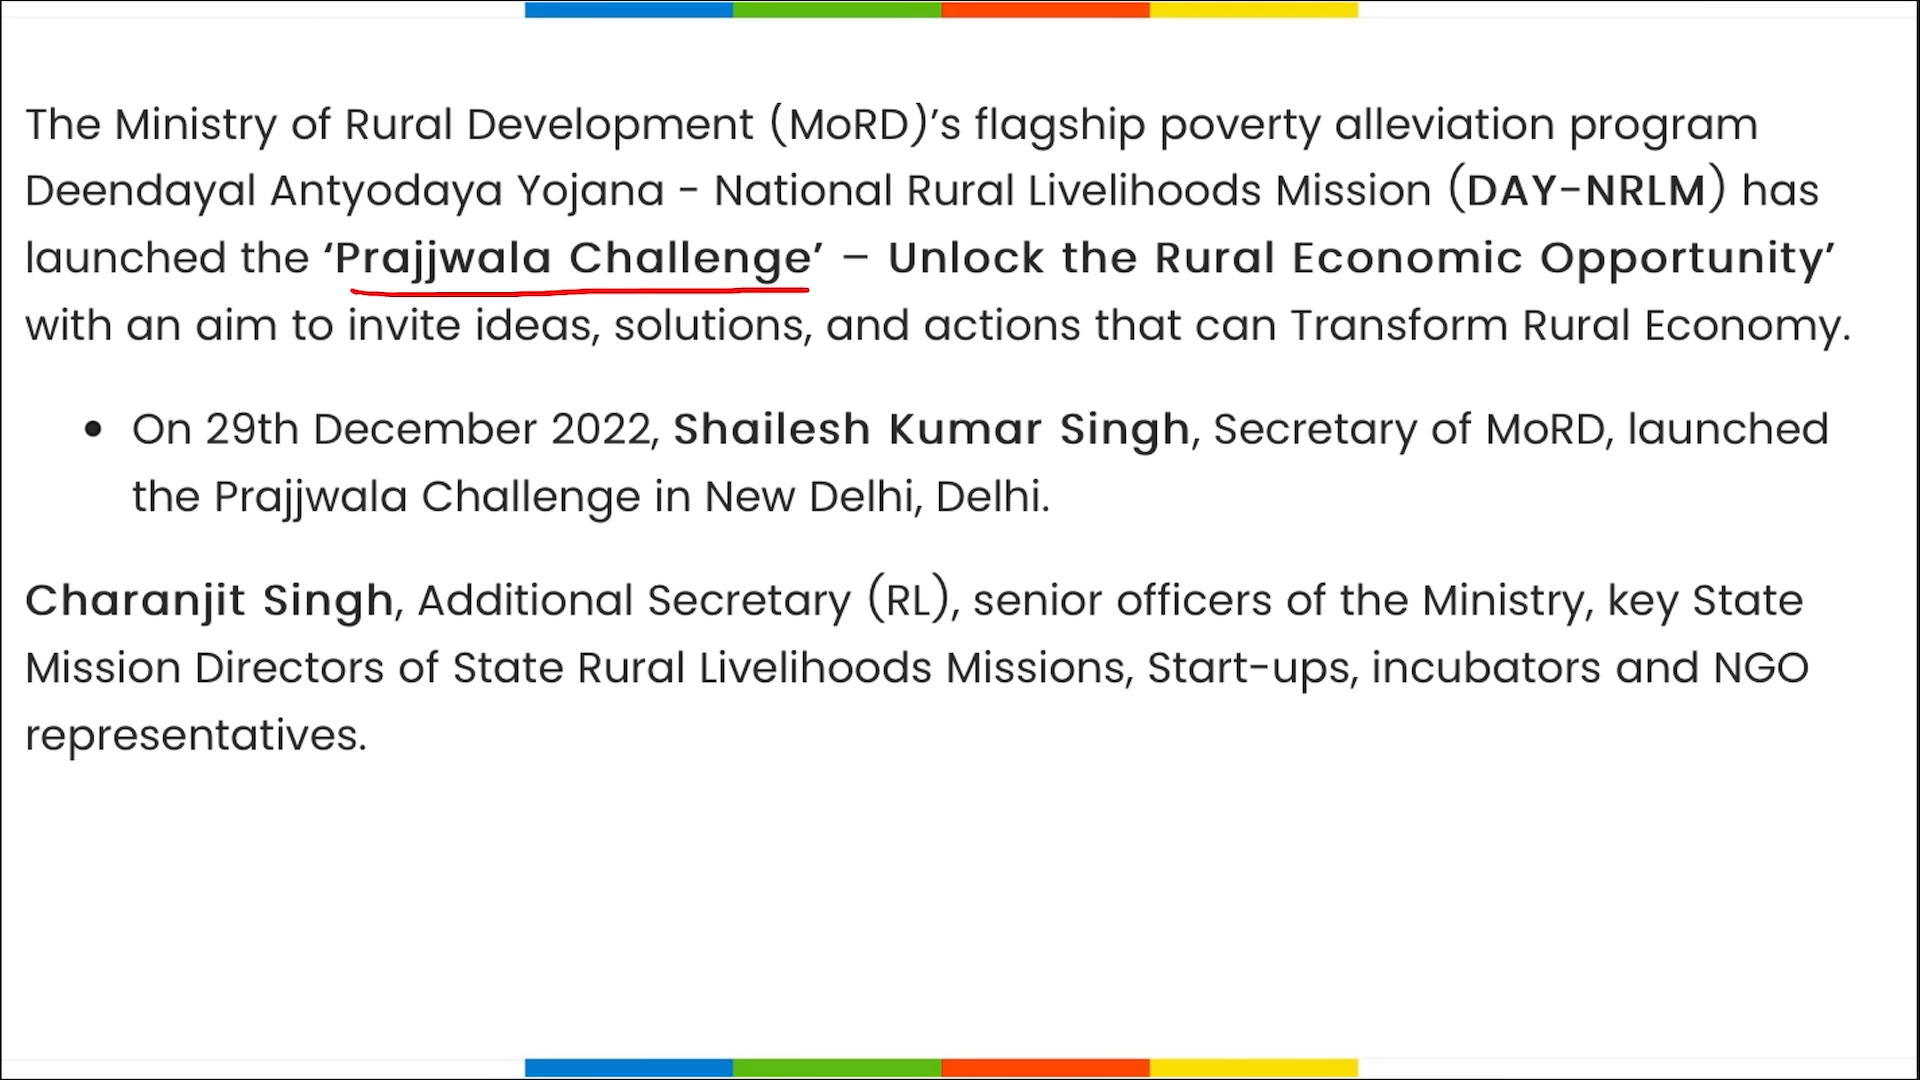 The Ministry of Rural Development (MoRD)’s flagship poverty alleviation program
Deendayal Antyodaya Yojana - National Rural Livelihoods Mission (DAY-NRLM) has
launched the ‘Prajjwala Challenge’ – Unlock the Rural Economic Opportunity’
with an aim to invite ideas, solutions, and actions that can Transform Rural Economy.
• On 29th December 2022, Shailesh Kumar Singh, Secretary of MoRD, launched
the Prajjwala Challenge in New Delhi, Delhi.
Charanjit Singh, Additional Secretary (RL), senior officers of the Ministry, key State
Mission Directors of State Rural Livelihoods Missions, Start-ups, incubators and NGO
representatives.